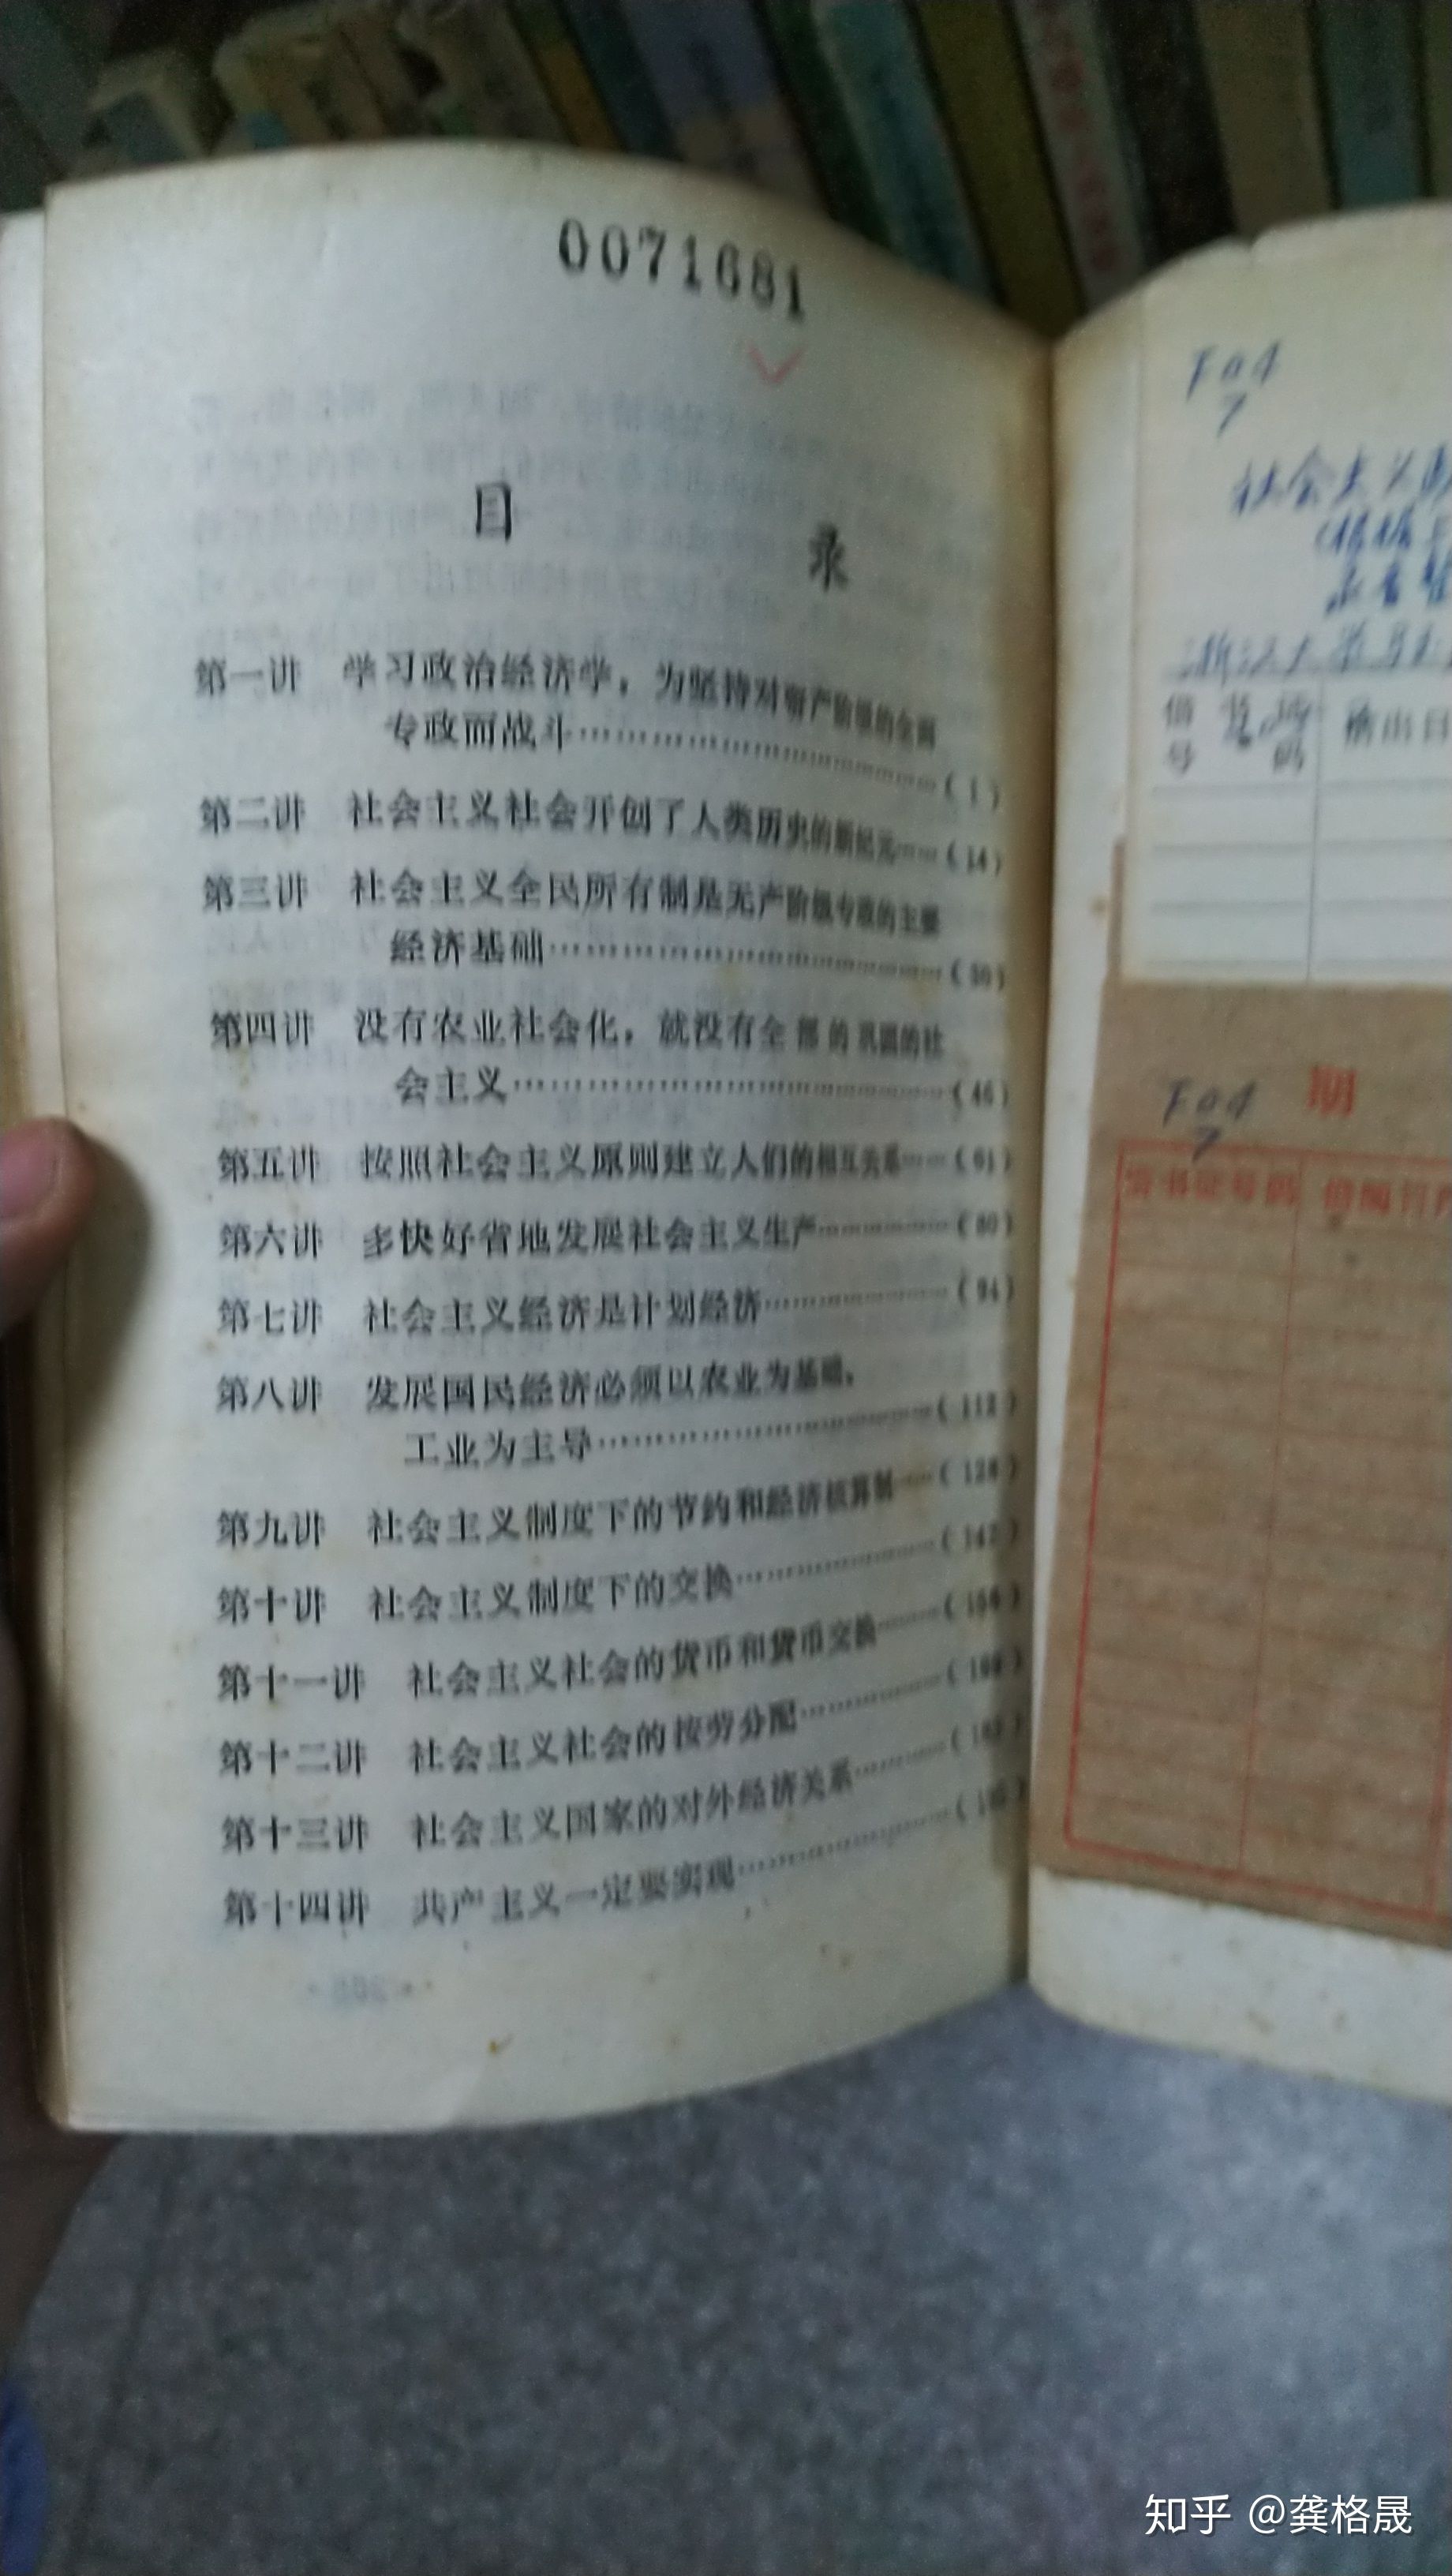 0071681
目 录
第一讲 学习政治经济学，为坚持对资产阶级的全面
专政而战斗……(1)
第二讲 社会主义社会开创了人类历史的新纪元……(14)
第三讲 社会主义全民所有制是无产阶级专政的主要
经济基础……(30)
第四讲 没有农业社会化，就没有全部的巩固的社
会主义……(46)
第五讲 按照社会主义原则建立人们的相互关系……(61)
第六讲 多快好省地发展社会主义生产……(80)
第七讲 社会主义经济是计划经济……(94)
第八讲 发展国民经济必须以农业为基础，
工业为主导……(112)
第九讲 社会主义制度下的节约和经济核算制……(128)
第十讲 社会主义制度下的交换……
第十一讲 社会主义社会的货币和货币交换……
第十二讲 社会主义社会的按劳分配……
第十三讲 社会主义国家的对外经济关系……
第十四讲 共产主义一定要实现……
F04
7
社会主义
浙江大学
借书证
号码
借出日
F04
7
期
借书证号码
知乎 @龚格晟